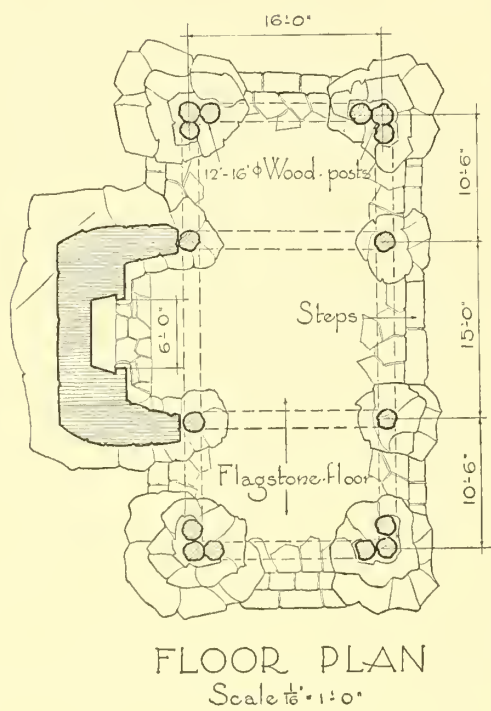 16'-0"
12"-16" ϕ Wood posts
10'-6"
Steps
6'-0"
15'-0"
Flagstone floor
10'-6"
FLOOR PLAN
Scale 1/16" = 1'-0"